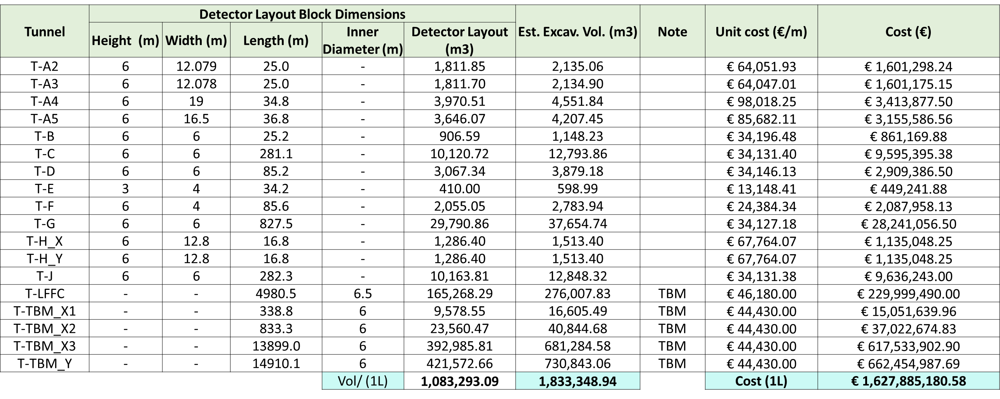 Tunnel Detector Layout Block Dimensions Est. Excav. Vol. (m3) Note Unit cost (€/m) Cost (€)
Height (m) Width (m) Length (m) Inner Diameter (m) Detector Layout (m3)
T-A2 6 12.079 25.0 - 1,811.85 2,135.06 € 64,051.93 € 1,601,298.24
T-A3 6 12.078 25.0 - 1,811.70 2,134.90 € 64,047.01 € 1,601,175.15
T-A4 6 19 34.8 - 3,970.51 4,551.84 € 98,018.25 € 3,413,877.50
T-A5 6 16.5 36.8 - 3,646.07 4,207.45 € 85,682.11 € 3,155,586.56
T-B 6 6 25.2 - 906.59 1,148.23 € 34,196.48 € 861,169.88
T-C 6 6 281.1 - 10,120.72 12,793.86 € 34,131.40 € 9,595,395.38
T-D 6 6 85.2 - 3,067.34 3,879.18 € 34,146.13 € 2,909,386.50
T-E 3 4 34.2 - 410.00 598.99 € 13,148.41 € 449,241.88
T-F 6 4 85.6 - 2,055.05 2,783.94 € 24,384.34 € 2,087,958.13
T-G 6 6 827.5 - 29,790.86 37,654.74 € 34,127.18 € 28,241,056.50
T-H_X 6 12.8 16.8 - 1,286.40 1,513.40 € 67,764.07 € 1,135,048.25
T-H_Y 6 12.8 16.8 - 1,286.40 1,513.40 € 67,764.07 € 1,135,048.25
T-J 6 6 282.3 - 10,163.81 12,848.32 € 34,131.38 € 9,636,243.00
T-LFFC - - 4980.5 6.5 165,268.29 276,007.83 TBM € 46,180.00 € 229,999,490.00
T-TBM_X1 - - 338.8 6 9,578.55 16,605.49 TBM € 44,430.00 € 15,051,639.96
T-TBM_X2 - - 833.3 6 23,560.47 40,844.68 TBM € 44,430.00 € 37,022,674.83
T-TBM_X3 - - 13899.0 6 392,985.81 681,284.58 TBM € 44,430.00 € 617,533,902.90
T-TBM_Y - - 14910.1 6 421,572.66 730,843.06 TBM € 44,430.00 € 662,454,987.69
Vol/ (1L) 1,083,293.09 1,833,348.94 Cost (1L) € 1,627,885,180.58